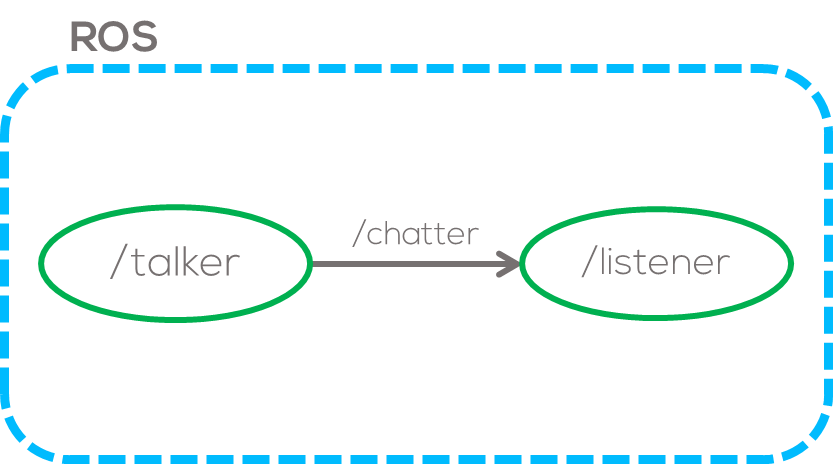 ROS
/chatter
/talker
/listener